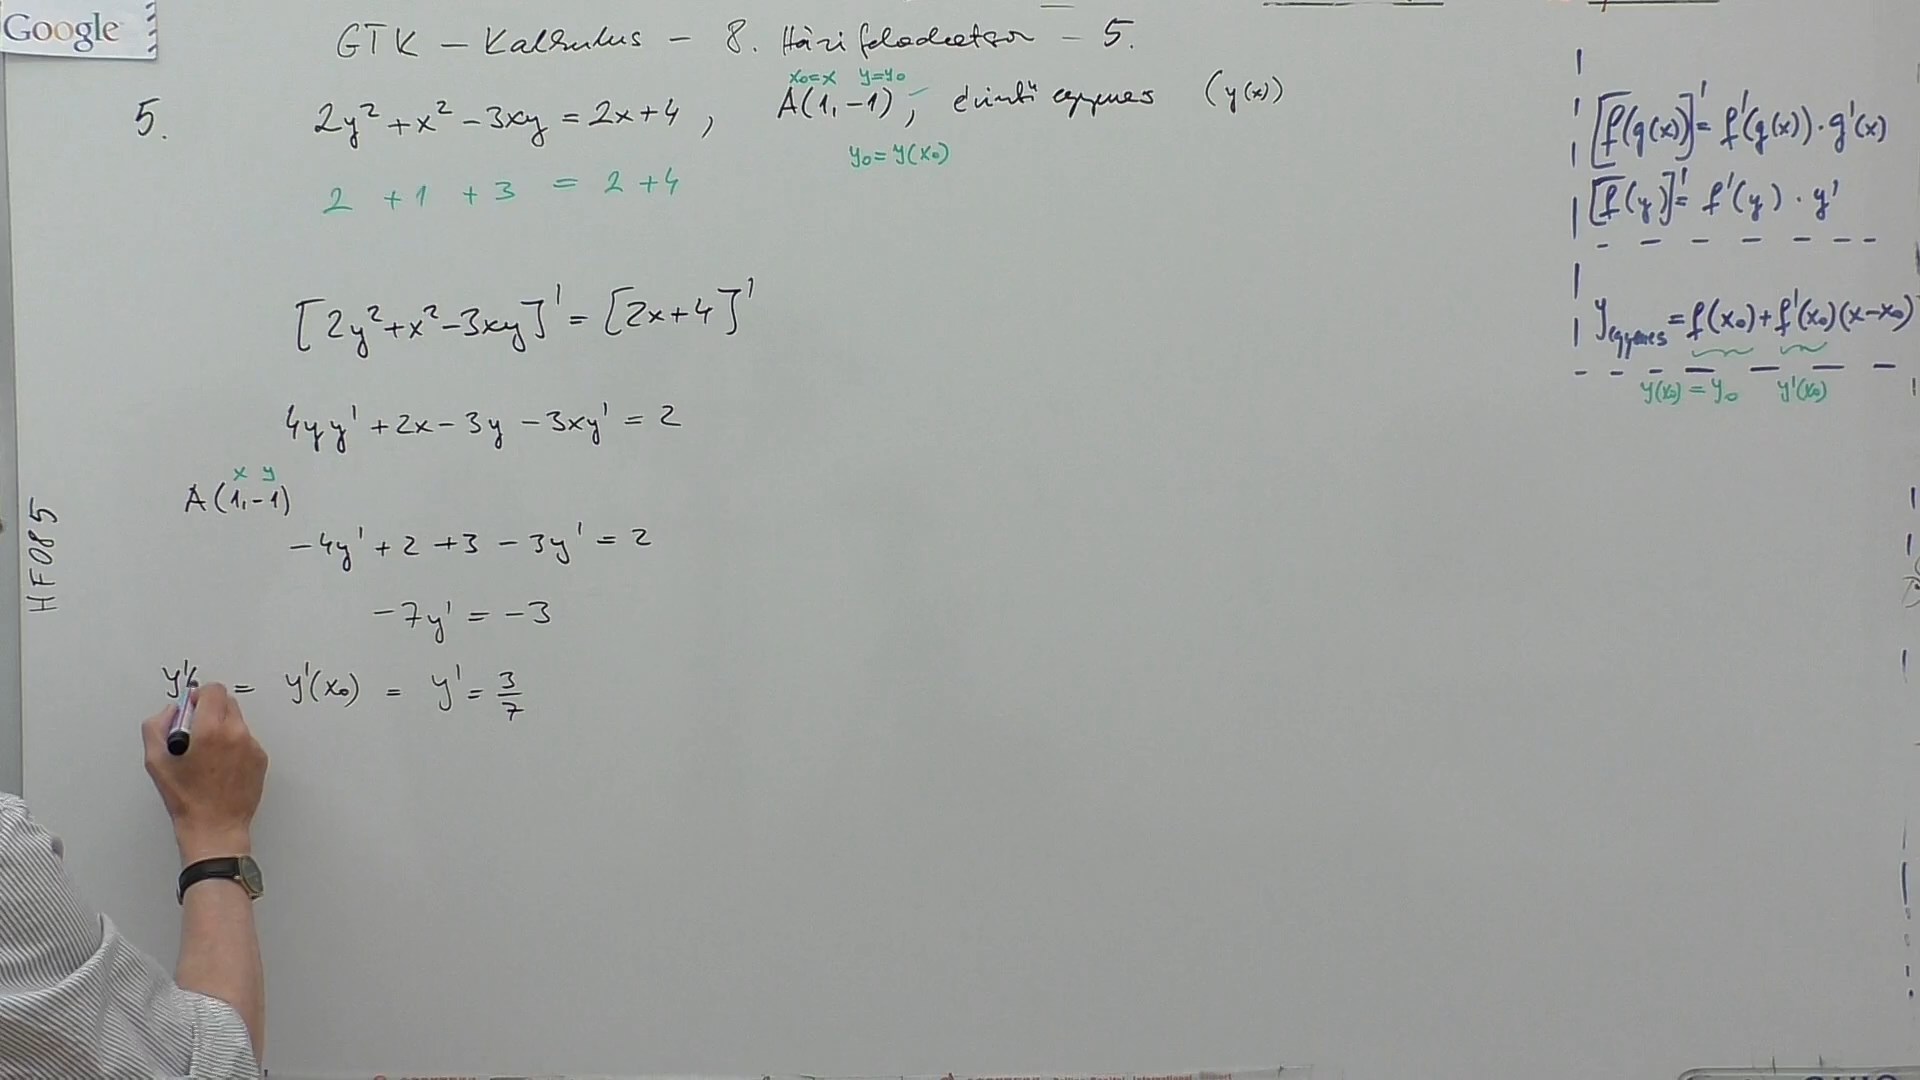 Google
GTK – Kalkulus – 8. Házi feladatsor – 5.
x₀=x y=y₀
5. 2y² + x² − 3xy = 2x+4, A(1,−1), érintő egyenes (y(x))
y₀ = y(x₀)
2 + 1 + 3 = 2 + 4
[2y² + x² − 3xy]' = [2x+4]'
4yy' + 2x − 3y − 3xy' = 2
x y
A(1,−1)
−4y' + 2 + 3 − 3y' = 2
−7y' = −3
y'( = y'(x₀) = y' = 3/7
HF085
[f(g(x))]' = f'(g(x)) · g'(x)
[f(y)]' = f'(y) · y'
y egyenes = f(x₀) + f'(x₀)(x−x₀)
y(x₀) = y₀ y'(x₀)